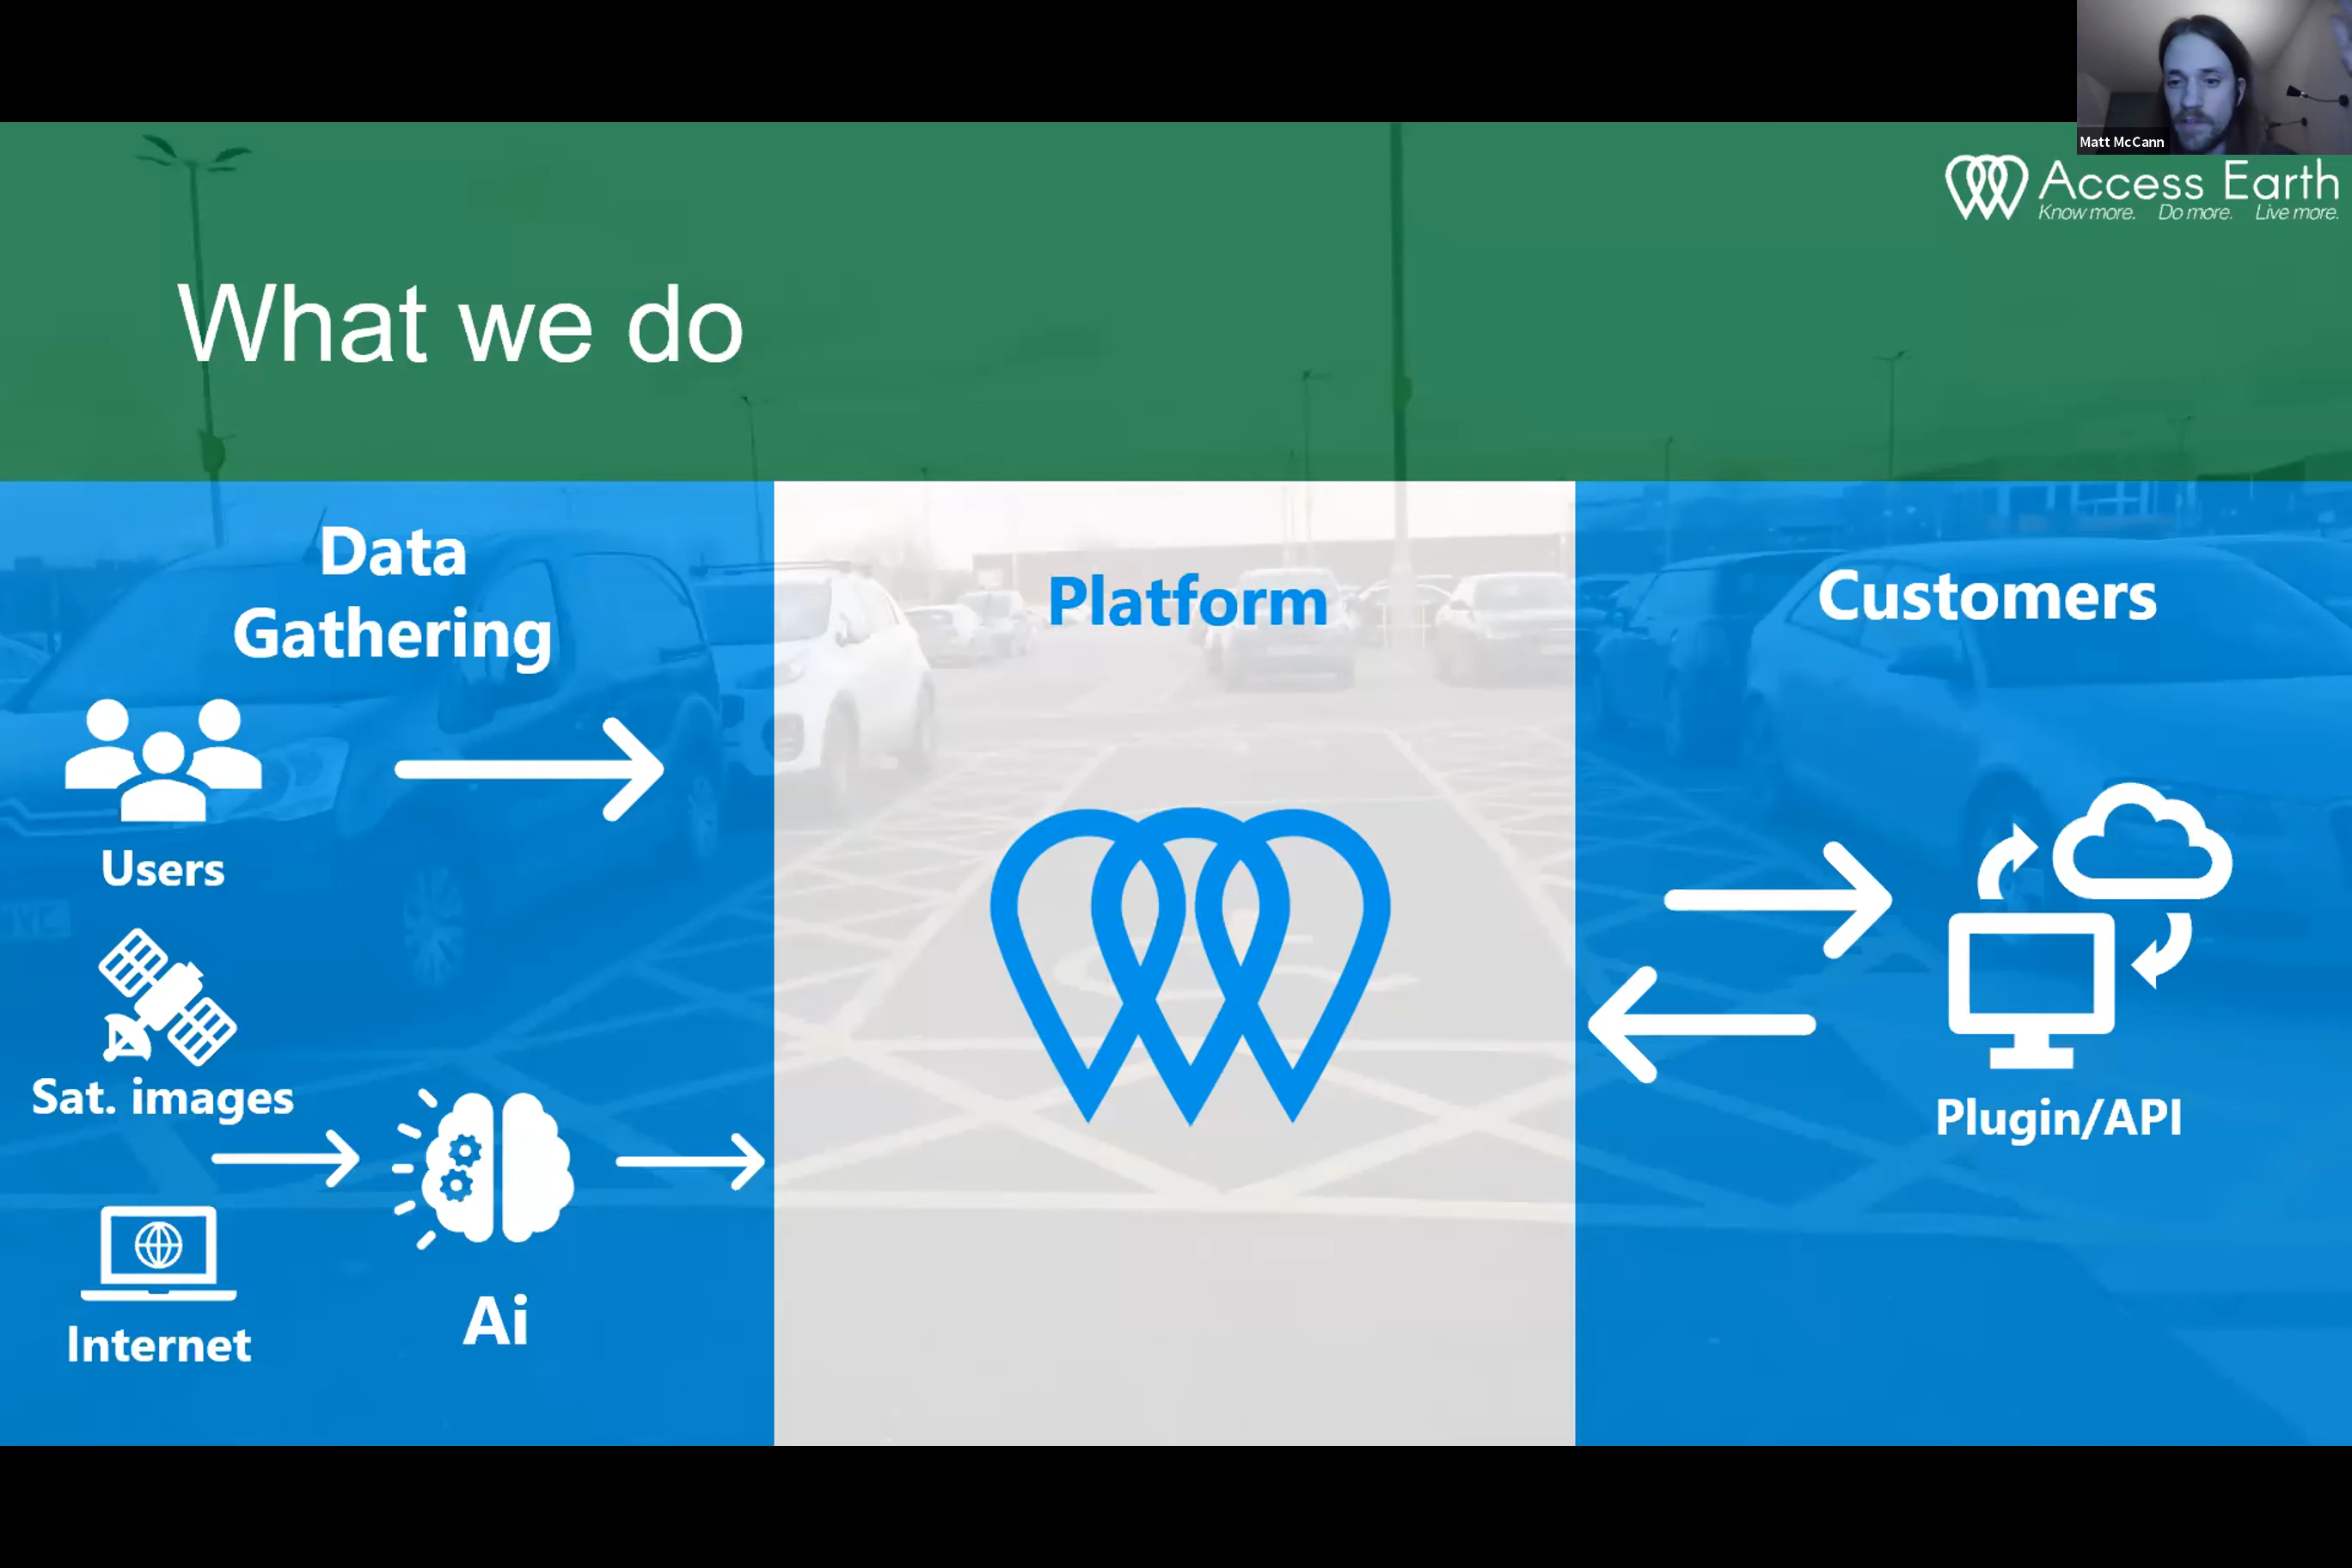 Matt McCann
Access Earth
Know more. Do more. Live more.
What we do
Data
Gathering
Platform
Customers
Users
Sat. images
Plugin/API
Ai
Internet